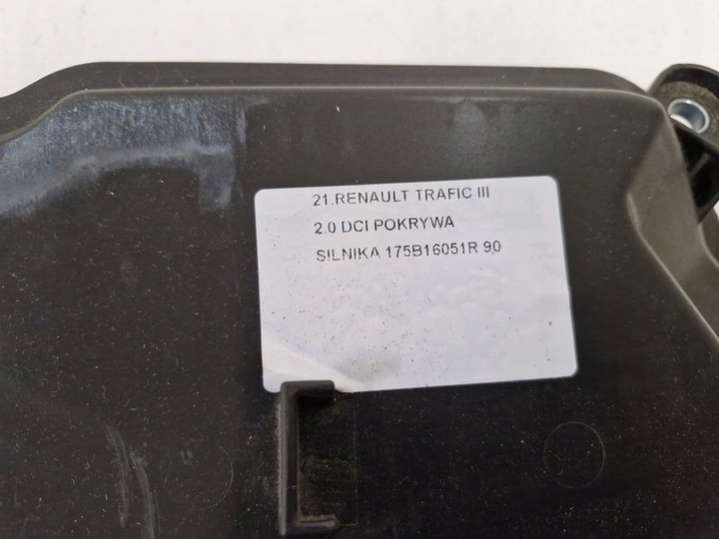 21.RENAULT TRAFIC III
2.0 DCI POKRYWA
SILNIKA 175B16051R 90